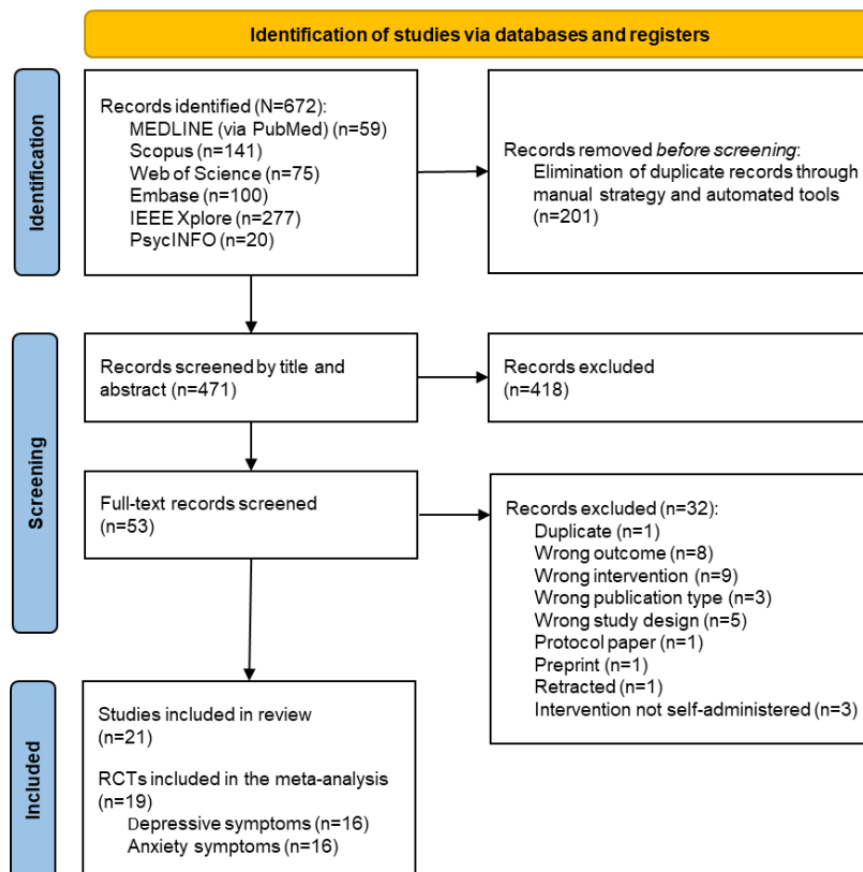 Identification of studies via databases and registers
Identification
Records identified (N=672):
MEDLINE (via PubMed) (n=59)
Scopus (n=141)
Web of Science (n=75)
Embase (n=100)
IEEE Xplore (n=277)
PsycINFO (n=20)
Records removed before screening:
Elimination of duplicate records through
manual strategy and automated tools
(n=201)
Screening
Records screened by title and
abstract (n=471)
Records excluded
(n=418)
Full-text records screened
(n=53)
Records excluded (n=32):
Duplicate (n=1)
Wrong outcome (n=8)
Wrong intervention (n=9)
Wrong publication type (n=3)
Wrong study design (n=5)
Protocol paper (n=1)
Preprint (n=1)
Retracted (n=1)
Intervention not self-administered (n=3)
Included
Studies included in review
(n=21)
RCTs included in the meta-analysis
(n=19)
Depressive symptoms (n=16)
Anxiety symptoms (n=16)